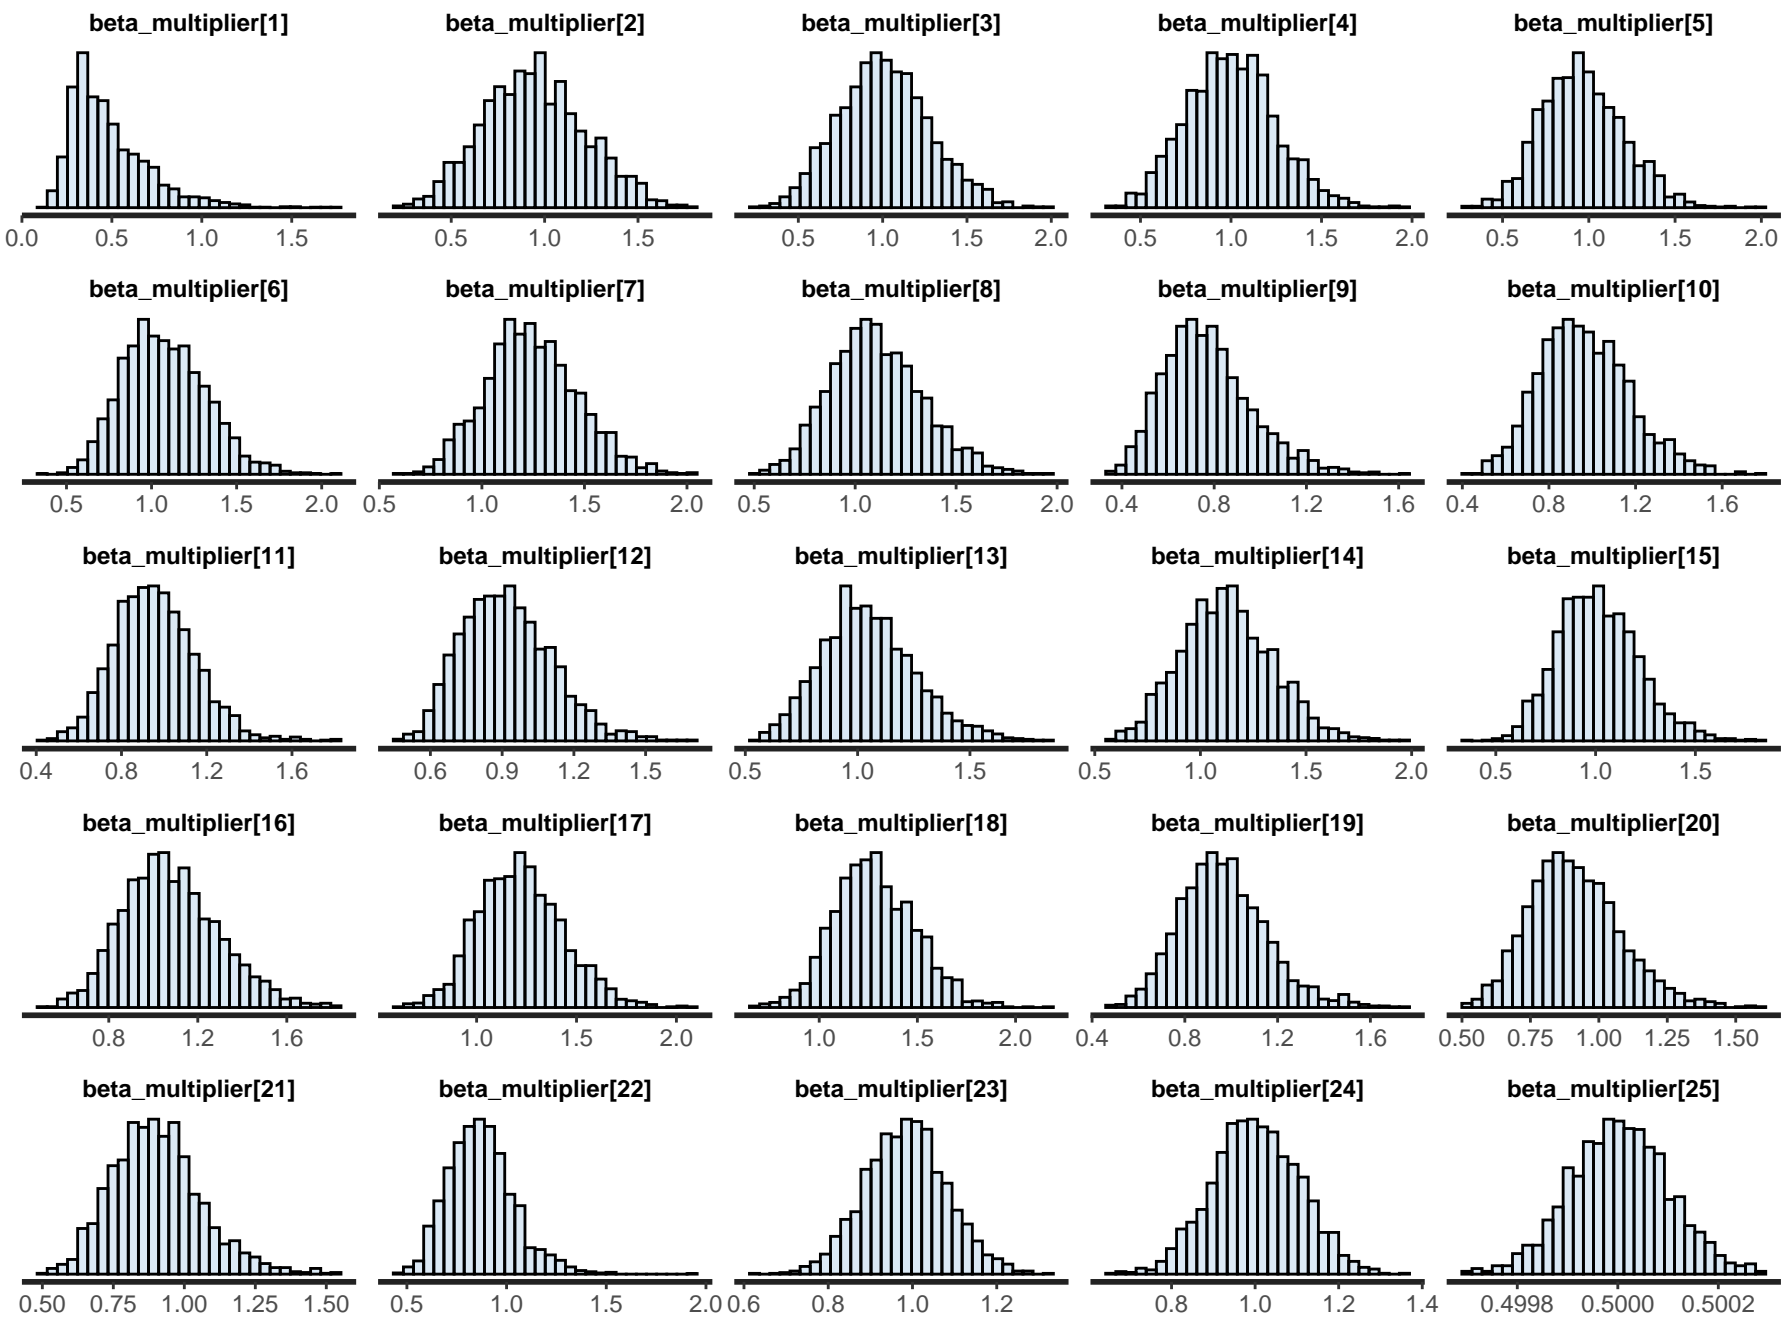 beta_multiplier[1] beta_multiplier[2] beta_multiplier[3] beta_multiplier[4] beta_multiplier[5]
0.0 0.5 1.0 1.5 0.5 1.0 1.5 0.5 1.0 1.5 2.0 0.5 1.0 1.5 2.0 0.5 1.0 1.5 2.0
beta_multiplier[6] beta_multiplier[7] beta_multiplier[8] beta_multiplier[9] beta_multiplier[10]
0.5 1.0 1.5 2.0 0.5 1.0 1.5 2.0 0.5 1.0 1.5 2.0 0.4 0.8 1.2 1.6 0.4 0.8 1.2 1.6
beta_multiplier[11] beta_multiplier[12] beta_multiplier[13] beta_multiplier[14] beta_multiplier[15]
0.4 0.8 1.2 1.6 0.6 0.9 1.2 1.5 0.5 1.0 1.5 0.5 1.0 1.5 2.0 0.5 1.0 1.5
beta_multiplier[16] beta_multiplier[17] beta_multiplier[18] beta_multiplier[19] beta_multiplier[20]
0.8 1.2 1.6 1.0 1.5 2.0 1.0 1.5 2.0 0.4 0.8 1.2 1.6 0.50 0.75 1.00 1.25 1.50
beta_multiplier[21] beta_multiplier[22] beta_multiplier[23] beta_multiplier[24] beta_multiplier[25]
0.50 0.75 1.00 1.25 1.50 0.5 1.0 1.5 2.0 0.6 0.8 1.0 1.2 0.8 1.0 1.2 1.4 0.4998 0.5000 0.5002